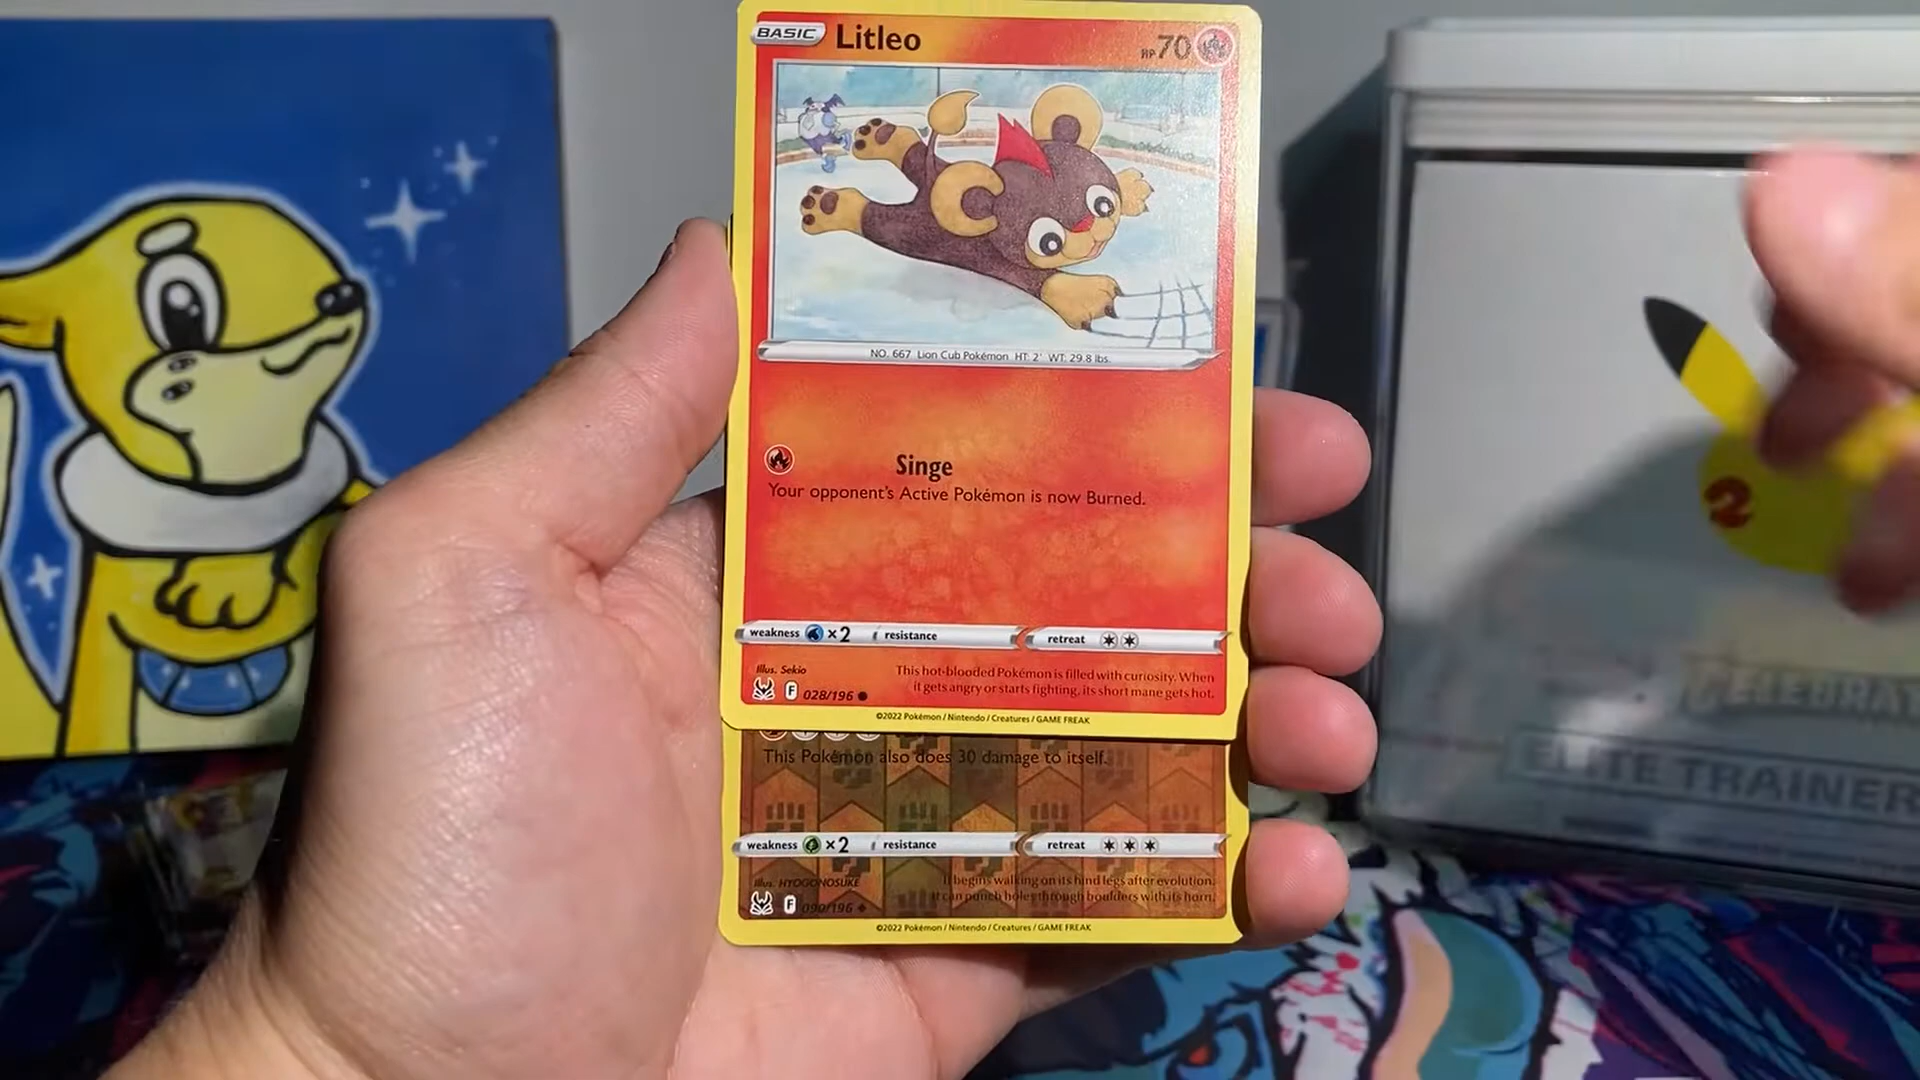 BASIC Litleo HP 70
NO. 667 Lion Cub Pokémon HT: 2' WT: 29.8 lbs.
Singe
Your opponent's Active Pokémon is now Burned.
weakness ×2 resistance retreat
Illus. Sekio
This hot-blooded Pokémon is filled with curiosity. When
it gets angry or starts fighting, its short mane gets hot.
F 028/196
©2022 Pokémon / Nintendo / Creatures / GAME FREAK
This Pokémon also does 30 damage to itself.
weakness ×2 resistance retreat
Illus. HYOGONOSUKE
It begins walking on its hind legs after evolution.
It can punch holes through boulders with its horn.
F 090/196
©2022 Pokémon / Nintendo / Creatures / GAME FREAK
CELEBRAT
ELITE TRAINER